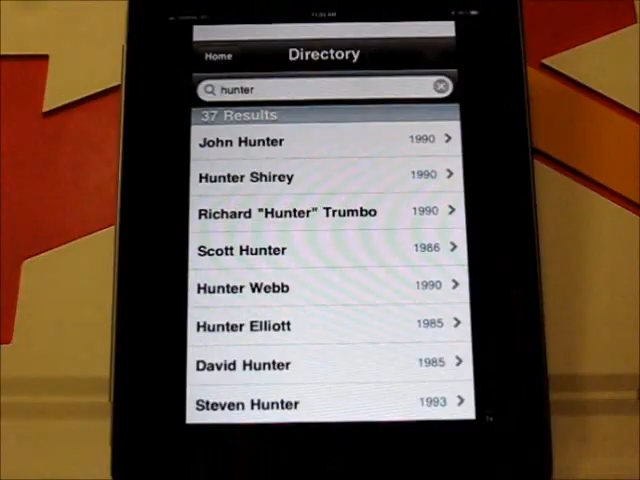 Home
Directory
hunter
37 Results
John Hunter 1990
Hunter Shirey 1990
Richard "Hunter" Trumbo 1990
Scott Hunter 1986
Hunter Webb 1990
Hunter Elliott 1985
David Hunter 1985
Steven Hunter 1993